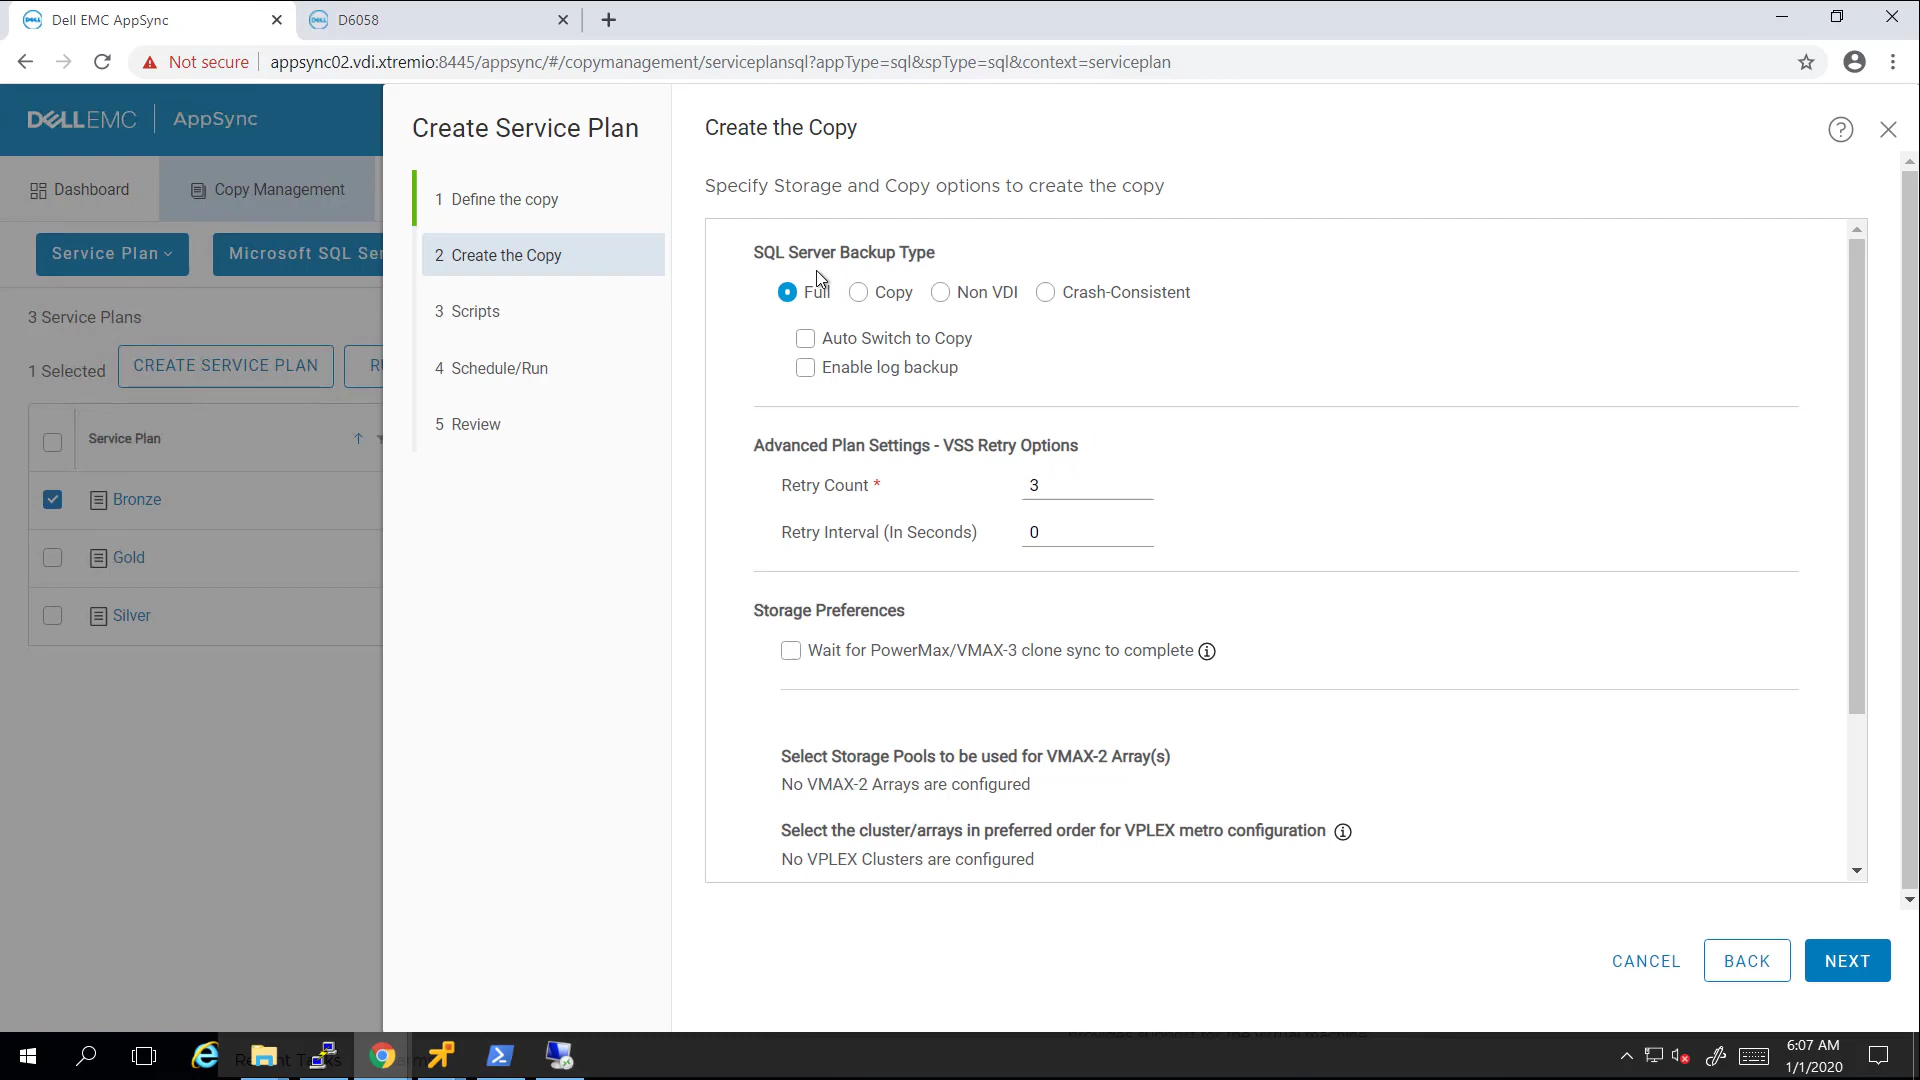 Dell EMC AppSync
D6058
Not secure
appsync02.vdi.xtremio:8445/appsync/#/copymanagement/serviceplansql?appType=sql&spType=sql&context=serviceplan
DELLEMC
AppSync
Dashboard
Copy Management
Service Plan
Microsoft SQL Ser
3 Service Plans
1 Selected
CREATE SERVICE PLAN
RU
Service Plan
Bronze
Gold
Silver
Create Service Plan
1 Define the copy
2 Create the Copy
3 Scripts
4 Schedule/Run
5 Review
Create the Copy
Specify Storage and Copy options to create the copy
SQL Server Backup Type
Full
Copy
Non VDI
Crash-Consistent
Auto Switch to Copy
Enable log backup
Advanced Plan Settings - VSS Retry Options
Retry Count *
3
Retry Interval (In Seconds)
0
Storage Preferences
Wait for PowerMax/VMAX-3 clone sync to complete
Select Storage Pools to be used for VMAX-2 Array(s)
No VMAX-2 Arrays are configured
Select the cluster/arrays in preferred order for VPLEX metro configuration
No VPLEX Clusters are configured
CANCEL
BACK
NEXT
6:07 AM
1/1/2020